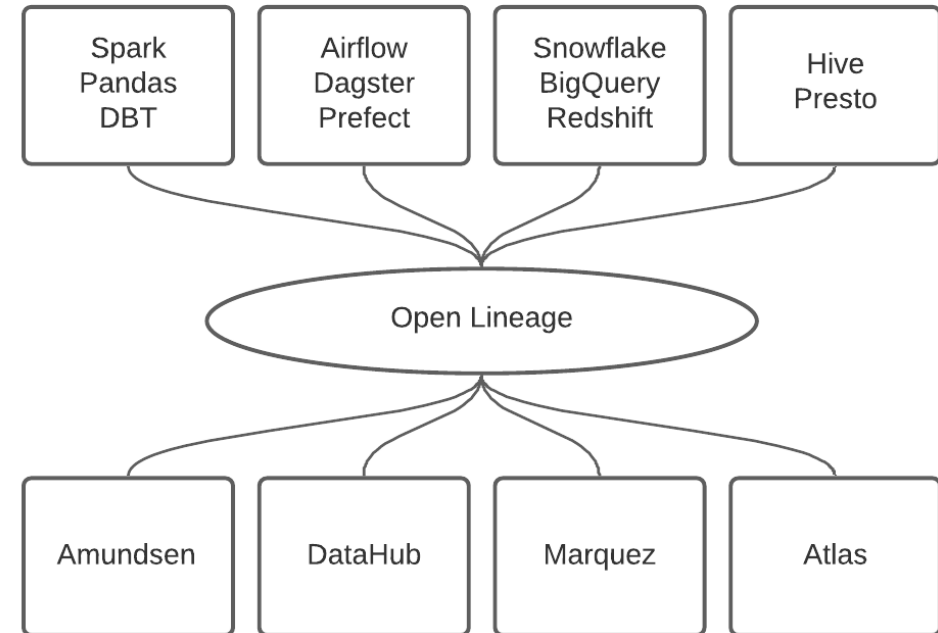 Spark
Pandas
DBT
Airflow
Dagster
Prefect
Snowflake
BigQuery
Redshift
Hive
Presto
Open Lineage
Amundsen
DataHub
Marquez
Atlas